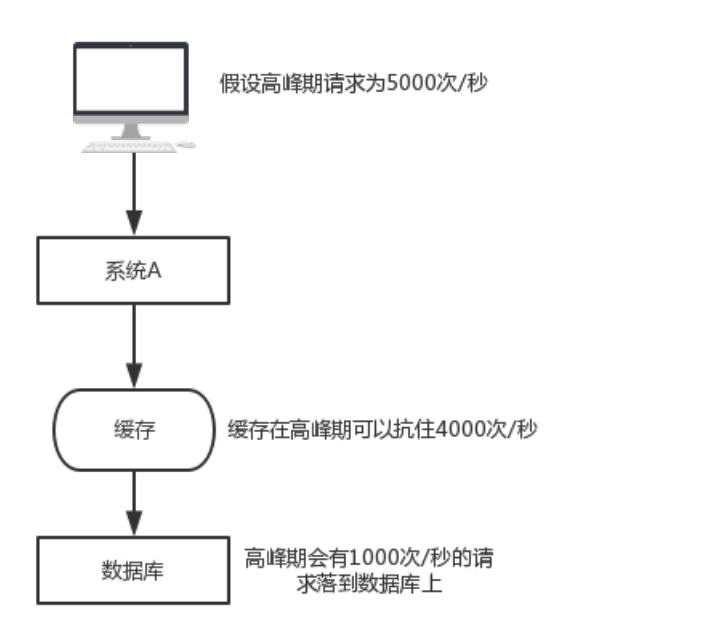 假设高峰期请求为5000次/秒
系统A
缓存
缓存在高峰期可以抗住4000次/秒
数据库
高峰期会有1000次/秒的请
求落到数据库上